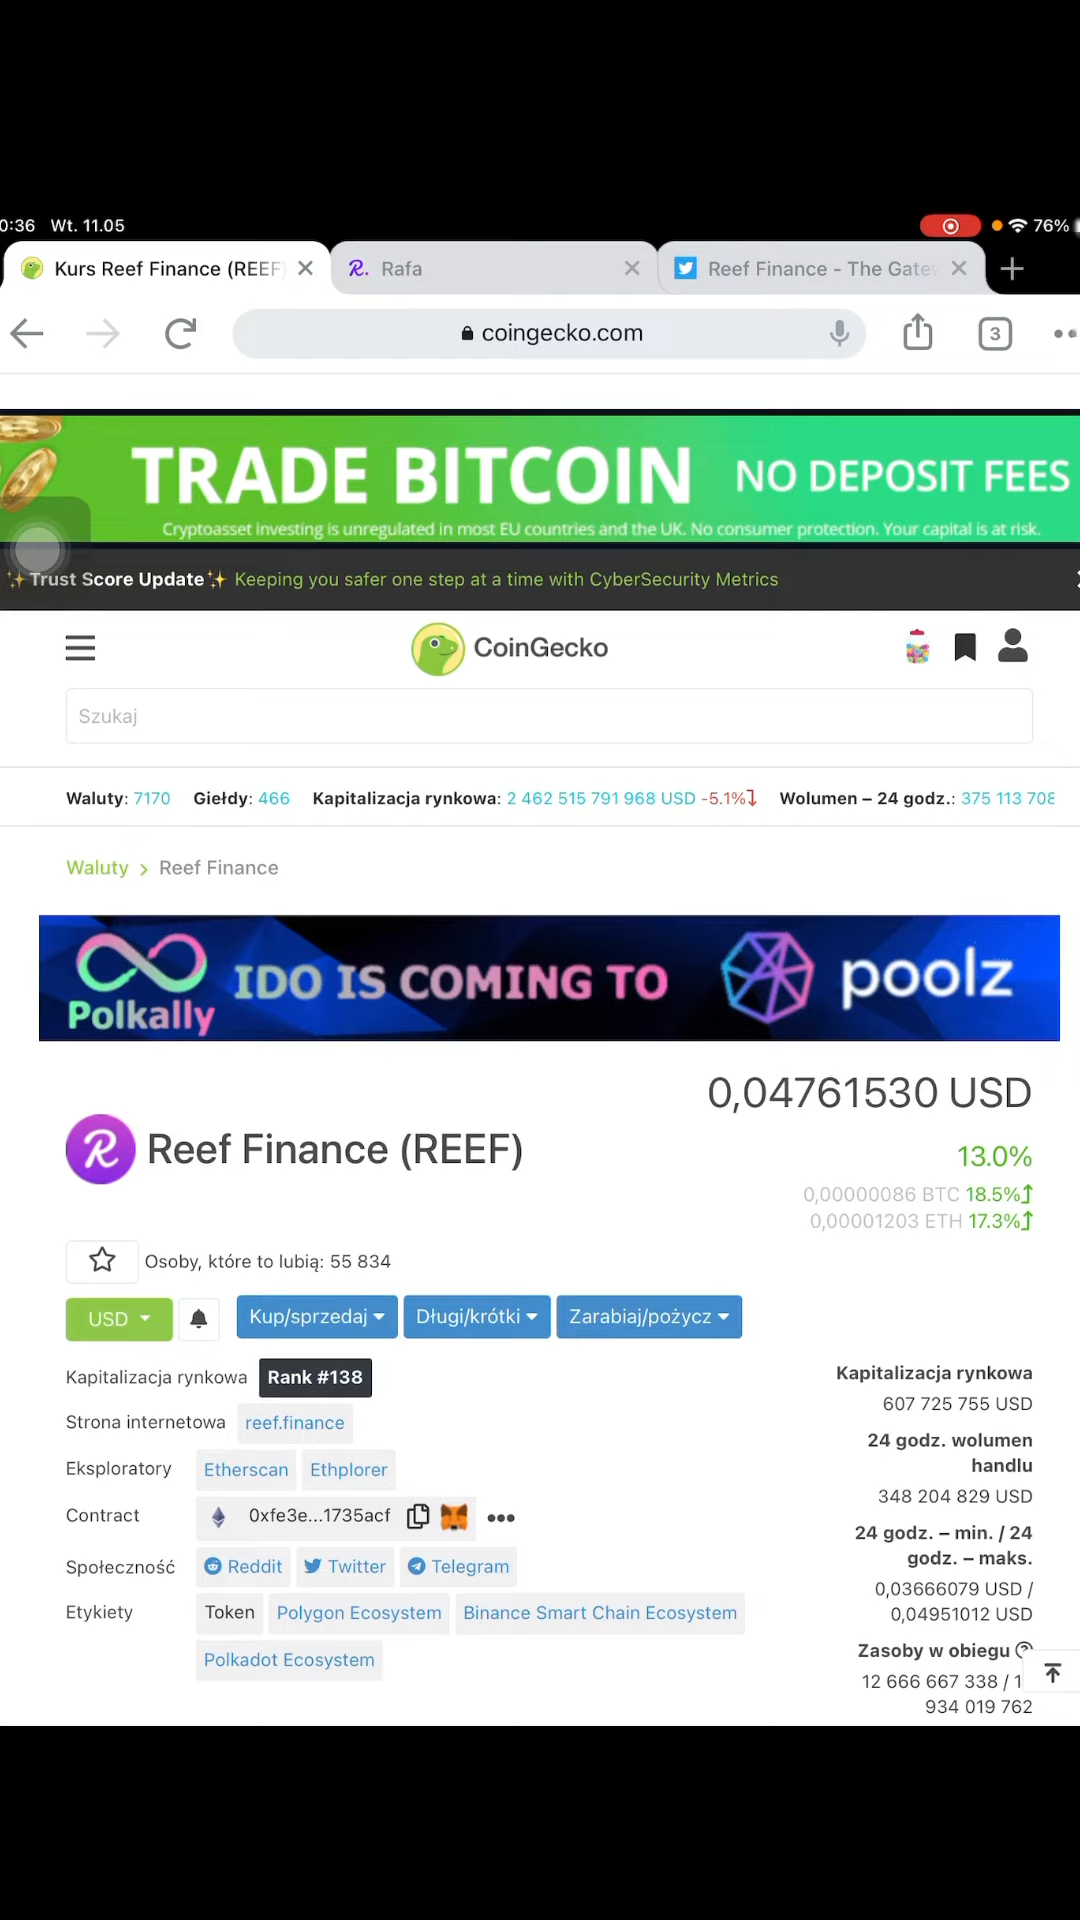 0:36 Wt. 11.05 76%
Kurs Reef Finance (REEF) Rafa Reef Finance - The Gatew
coingecko.com 3
TRADE BITCOIN NO DEPOSIT FEES
Cryptoasset investing is unregulated in most EU countries and the UK. No consumer protection. Your capital is at risk.
✨Trust Score Update✨ Keeping you safer one step at a time with CyberSecurity Metrics
CoinGecko
Szukaj
Waluty: 7170 Giełdy: 466 Kapitalizacja rynkowa: 2 462 515 791 968 USD -5.1% Wolumen – 24 godz.: 375 113 708
Waluty > Reef Finance
Polkally IDO IS COMING TO poolz
0,04761530 USD
Reef Finance (REEF)
13.0%
0,00000086 BTC 18.5%
0,00001203 ETH 17.3%
Osoby, które to lubią: 55 834
USD Kup/sprzedaj Długi/krótki Zarabiaj/pożycz
Kapitalizacja rynkowa Rank #138
Strona internetowa reef.finance
Eksploratory Etherscan Ethplorer
Contract 0xfe3e...1735acf •••
Społeczność Reddit Twitter Telegram
Etykiety Token Polygon Ecosystem Binance Smart Chain Ecosystem
Polkadot Ecosystem
Kapitalizacja rynkowa
607 725 755 USD
24 godz. wolumen
handlu
348 204 829 USD
24 godz. – min. / 24
godz. – maks.
0,03666079 USD /
0,04951012 USD
Zasoby w obiegu
12 666 667 338 / 1
934 019 762